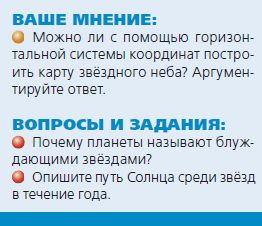 ВАШЕ МНЕНИЕ:
Можно ли с помощью горизон-
тальной системы координат постро-
ить карту звёздного неба? Аргумен-
тируйте ответ.
ВОПРОСЫ И ЗАДАНИЯ:
Почему планеты называют блуж-
дающими звёздами?
Опишите путь Солнца среди звёзд
в течение года.